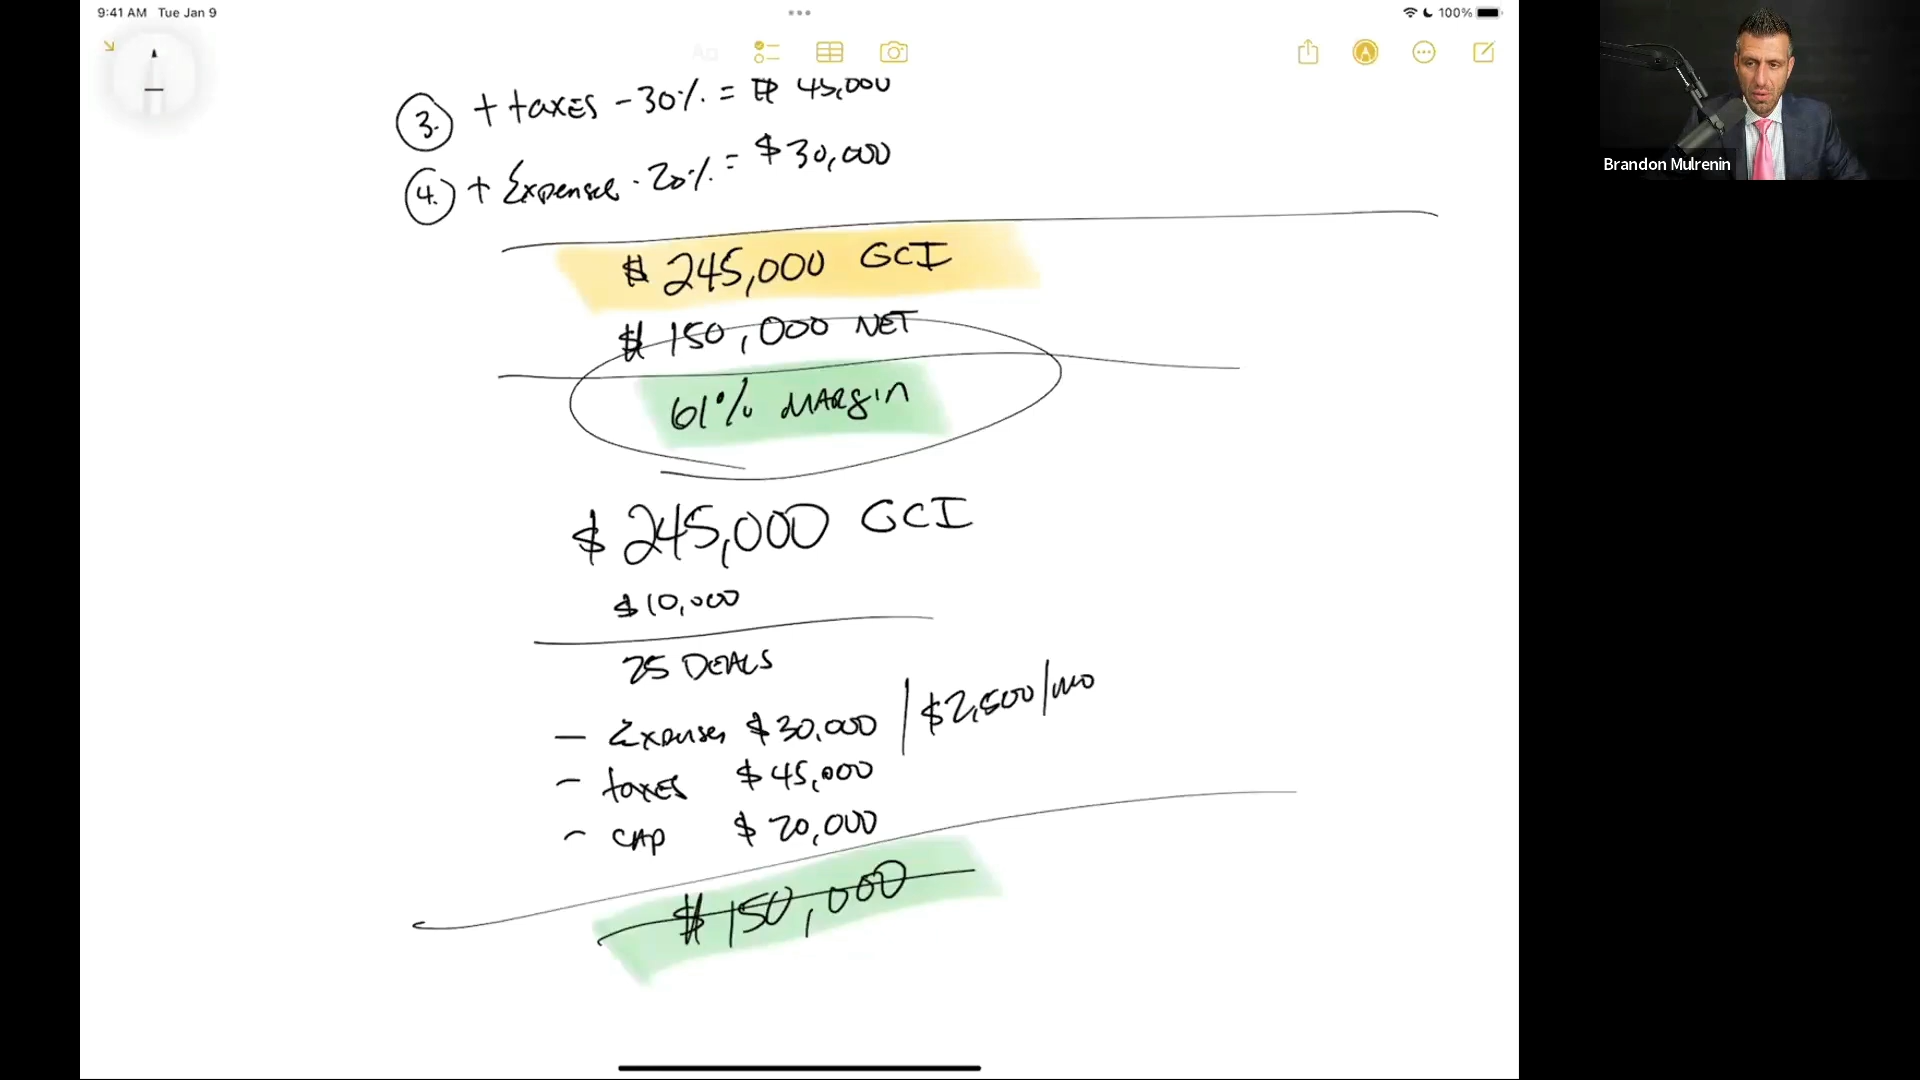 9:41 AM Tue Jan 9
100%
Aa
Brandon Mulrenin
3. + taxes - 30% = $ 45,000
4. + Expenses - 20% = $30,000
$ 245,000 GCI
$ 150,000 NET
61% MARGIN
$ 245,000 GCI
$10,000
25 DEALS
- Expenses $30,000 | $2,500/mo
- taxes $45,000
- CAP $20,000
$150,000